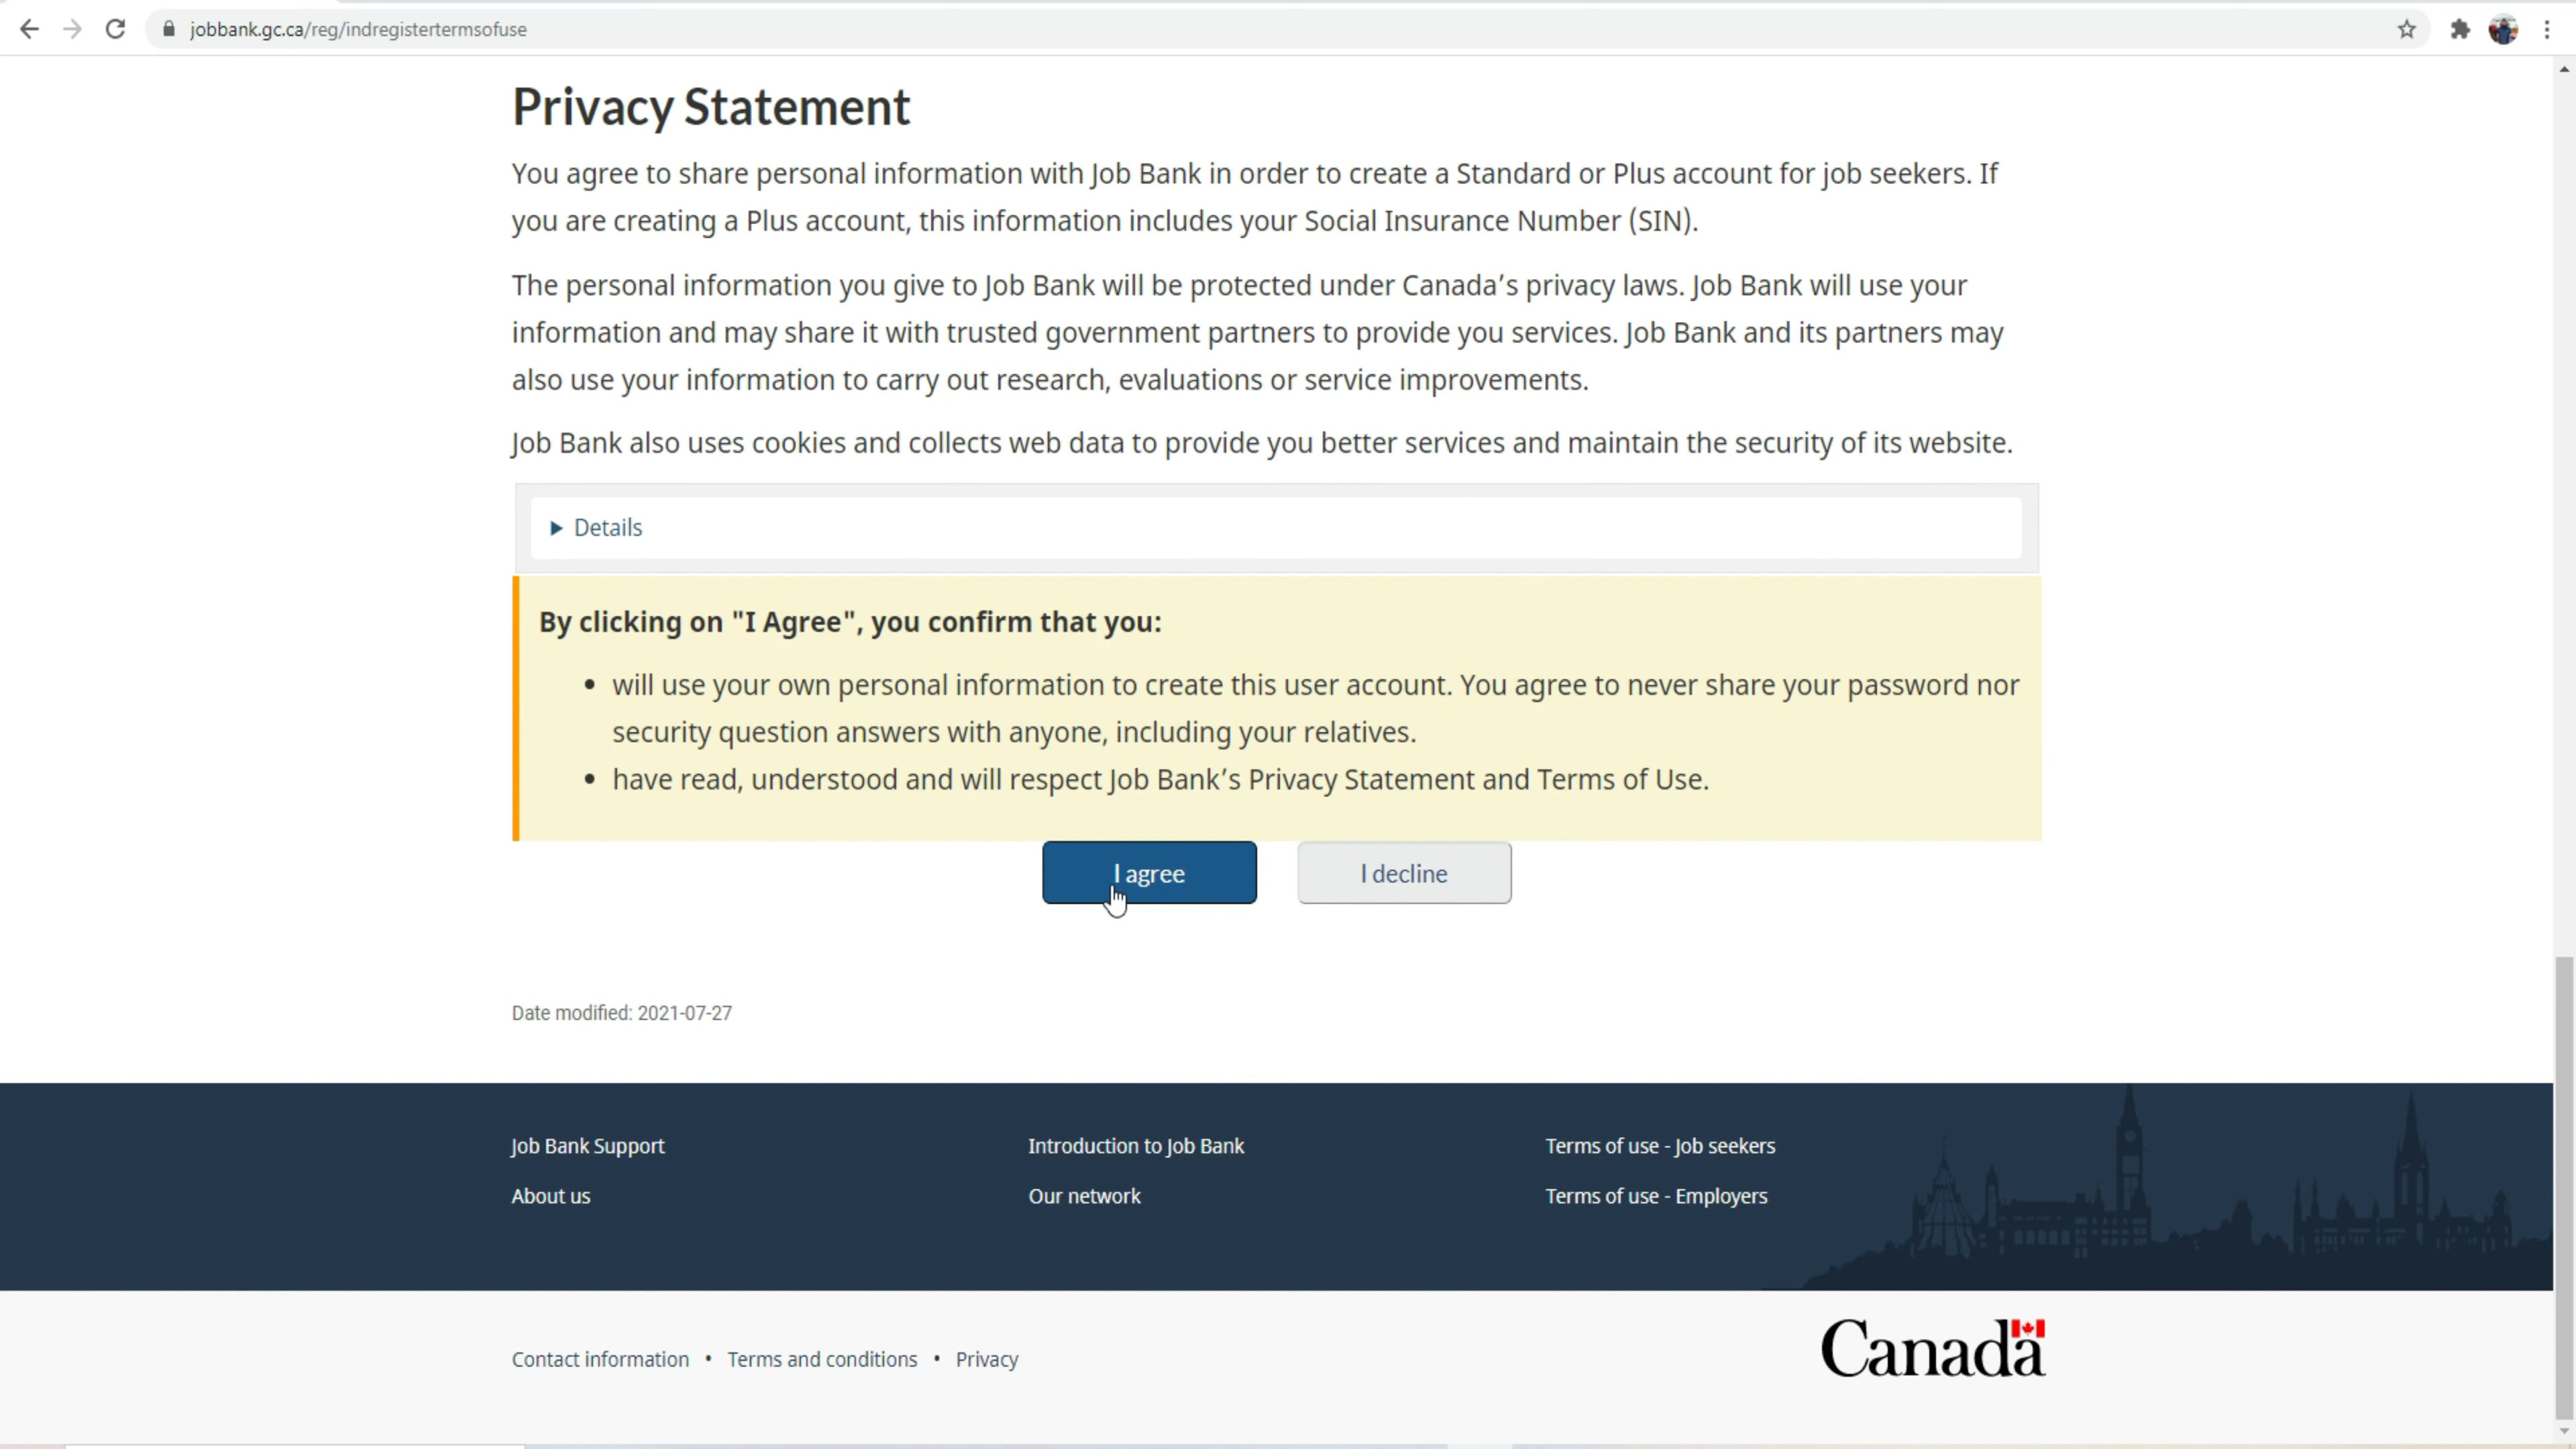 jobbank.gc.ca/reg/indregistertermsofuse
Privacy Statement
You agree to share personal information with Job Bank in order to create a Standard or Plus account for job seekers. If
you are creating a Plus account, this information includes your Social Insurance Number (SIN).
The personal information you give to Job Bank will be protected under Canada’s privacy laws. Job Bank will use your
information and may share it with trusted government partners to provide you services. Job Bank and its partners may
also use your information to carry out research, evaluations or service improvements.
Job Bank also uses cookies and collects web data to provide you better services and maintain the security of its website.
Details
By clicking on "I Agree", you confirm that you:
• will use your own personal information to create this user account. You agree to never share your password nor
security question answers with anyone, including your relatives.
• have read, understood and will respect Job Bank’s Privacy Statement and Terms of Use.
I agree I decline
Date modified: 2021-07-27
Job Bank Support Introduction to Job Bank Terms of use - Job seekers
About us Our network Terms of use - Employers
Contact information • Terms and conditions • Privacy
Canada